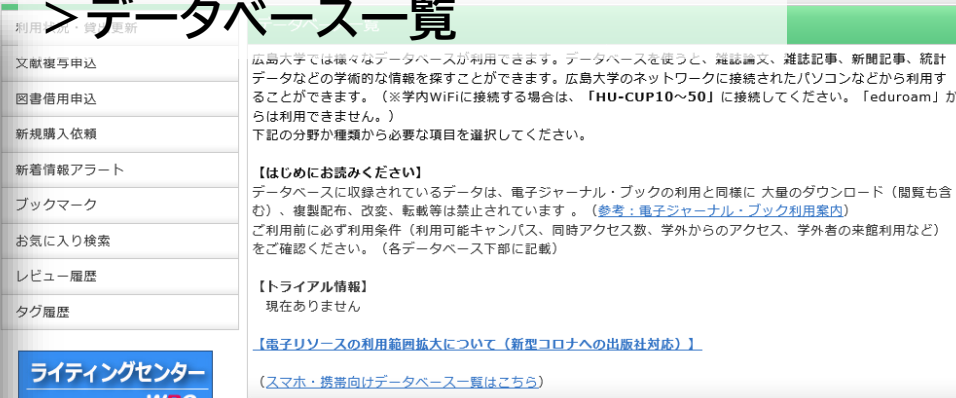 ＞データベース一覧
利用状況・貸出更新
文献複写申込
図書借用申込
新規購入依頼
新着情報アラート
ブックマーク
お気に入り検索
レビュー履歴
タグ履歴
ライティングセンター
広島大学では様々なデータベースが利用できます。データベースを使うと、雑誌論文、雑誌記事、新聞記事、統計
データなどの学術的な情報を探すことができます。広島大学のネットワークに接続されたパソコンなどから利用す
ることができます。（※学内WiFiに接続する場合は、「HU-CUP10～50」に接続してください。「eduroam」か
らは利用できません。）
下記の分野か種類から必要な項目を選択してください。
【はじめにお読みください】
データベースに収録されているデータは、電子ジャーナル・ブックの利用と同様に 大量のダウンロード（閲覧も含
む）、複製配布、改変、転載等は禁止されています 。（参考：電子ジャーナル・ブック利用案内）
ご利用前に必ず利用条件（利用可能キャンパス、同時アクセス数、学外からのアクセス、学外者の来館利用など）
をご確認ください。（各データベース下部に記載）
【トライアル情報】
現在ありません
【電子リソースの利用範囲拡大について（新型コロナへの出版社対応）】
（スマホ・携帯向けデータベース一覧はこちら）